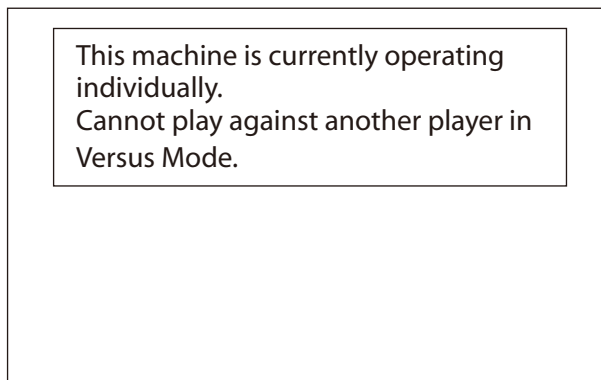 This machine is currently operating
individually.
Cannot play against another player in
Versus Mode.